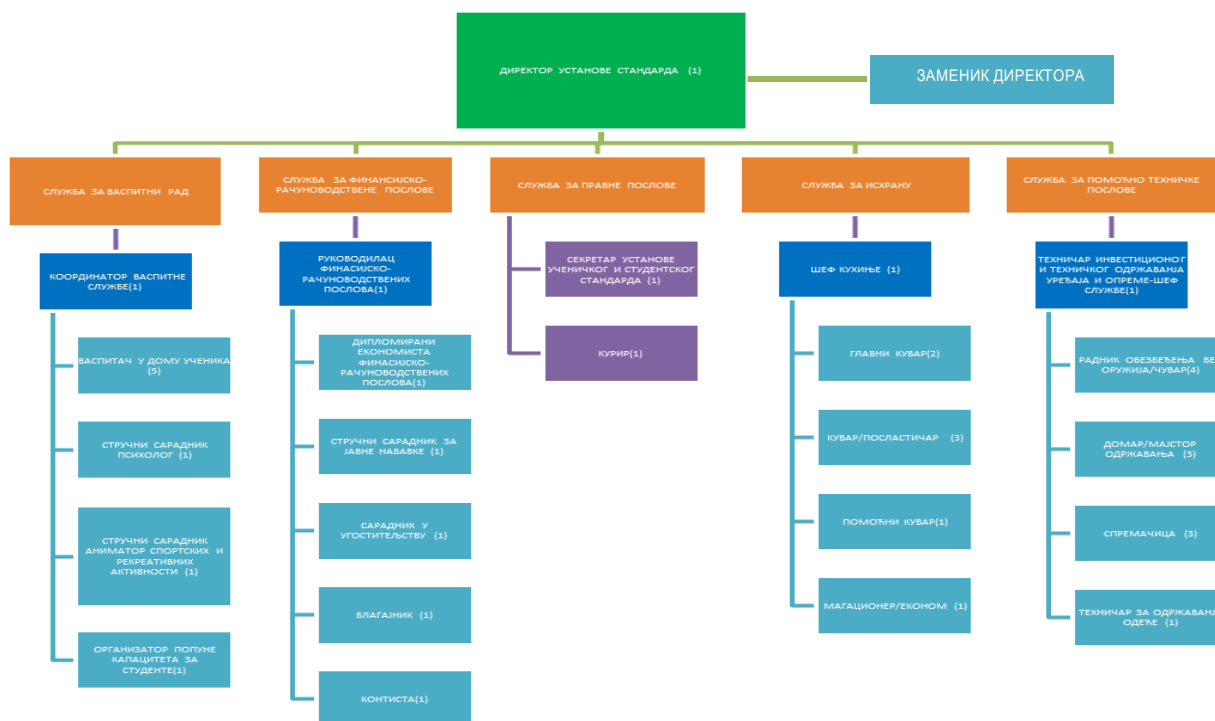 ДИРЕКТОР УСТАНОВЕ СТАНДАРДА (1)
ЗАМЕНИК ДИРЕКТОРА
СЛУЖБА ЗА ВАСПИТНИ РАД
КООРДИНАТОР ВАСПИТНЕ
СЛУЖБЕ(1)
ВАСПИТАЧ У ДОМУ УЧЕНИКА
(5)
СТРУЧНИ САРАДНИК
ПСИХОЛОГ (1)
СТРУЧНИ САРАДНИК
АНИМАТОР СПОРТСКИХ И
РЕКРЕАТИВНИХ
АКТИВНОСТИ (1)
ОРГАНИЗАТОР ПОПУНЕ
КАПАЦИТЕТА ЗА
СТУДЕНТЕ(1)
СЛУЖБА ЗА ФИНАНСИЈСКО-
РАЧУНОВОДСТВЕНЕ ПОСЛОВЕ
РУКОВОДИЛАЦ
ФИНАСИЈСКО-
РАЧУНОВОДСТВЕНИХ
ПОСЛОВА(1)
ДИПЛОМИРАНИ
ЕКОНОМИСТА
ФИНАСИЈСКО-
РАЧУНОВОДСТВЕНИХ
ПОСЛОВА(1)
СТРУЧНИ САРАДНИК ЗА
ЈАВНЕ НАБАВКЕ (1)
САРАДНИК У
УГОСТИТЕЉСТВУ (1)
БЛАГАЈНИК (1)
КОНТИСТА(1)
СЛУЖБА ЗА ПРАВНЕ ПОСЛОВЕ
СЕКРЕТАР УСТАНОВЕ
УЧЕНИЧКОГ И СТУДЕНТСКОГ
СТАНДАРДА (1)
КУРИР(1)
СЛУЖБА ЗА ИСХРАНУ
ШЕФ КУХИЊЕ (1)
ГЛАВНИ КУВАР(2)
КУВАР/ПОСЛАСТИЧАР (3)
ПОМОЋНИ КУВАР(1)
МАГАЦИОНЕР/ЕКОНОМ (1)
СЛУЖБА ЗА ПОМОЋНО ТЕХНИЧКЕ
ПОСЛОВЕ
ТЕХНИЧАР ИНВЕСТИЦИОНОГ
И ТЕХНИЧКОГ ОДРЖАВАЊА
УРЕЂАЈА И ОПРЕМЕ-ШЕФ
СЛУЖБЕ(1)
РАДНИК ОБЕЗБЕЂЕЊА БЕ
ОРУЖИЈА/ЧУВАР(4)
ДОМАР/МАЈСТОР
ОДРЖАВАЊА (3)
СПРЕМАЧИЦА (3)
ТЕХНИЧАР ЗА ОДРЖАВАЊ
ОДЕЋЕ (1)